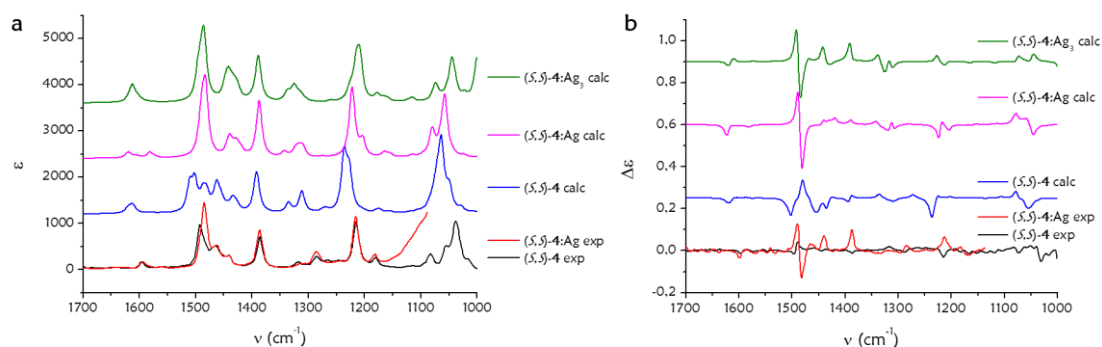 a
ε
5000
4000
3000
2000
1000
0
1700 1600 1500 1400 1300 1200 1100 1000
ν (cm⁻¹)
(S,S)-4:Ag₃ calc
(S,S)-4:Ag calc
(S,S)-4 calc
(S,S)-4:Ag exp
(S,S)-4 exp
b
Δε
1.0
0.8
0.6
0.4
0.2
0.0
-0.2
1700 1600 1500 1400 1300 1200 1100 1000
ν (cm⁻¹)
(S,S)-4:Ag₃ calc
(S,S)-4:Ag calc
(S,S)-4 calc
(S,S)-4:Ag exp
(S,S)-4 exp